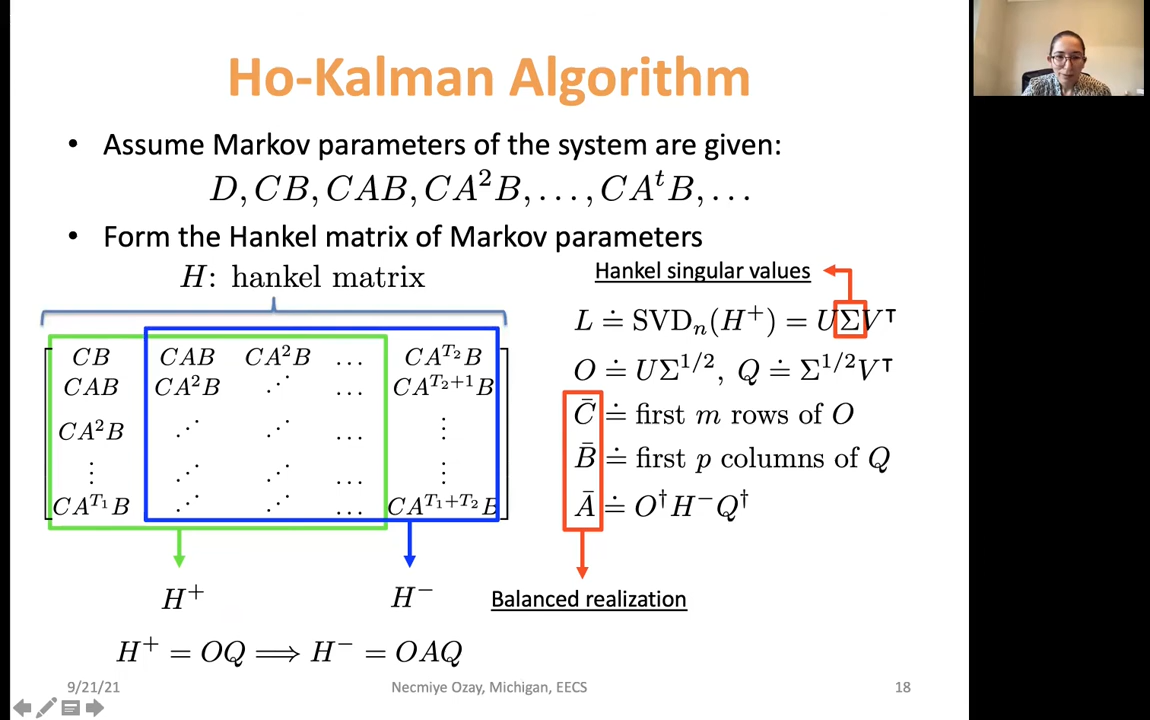 Ho-Kalman Algorithm
• Assume Markov parameters of the system are given:
D, CB, CAB, CA²B, . . . , CAᵗB, . . .
• Form the Hankel matrix of Markov parameters
H: hankel matrix
Hankel singular values
L ≐ SVDₙ(H⁺) = UΣV⊺
O ≐ UΣ^{1/2}, Q ≐ Σ^{1/2}V⊺
C̄ ≐ first m rows of O
B̄ ≐ first p columns of Q
Ā ≐ O†H⁻Q†
Balanced realization
CB CAB CA²B ... CA^{T₂}B
CAB CA²B ⋰ ... CA^{T₂+1}B
CA²B ⋰ ⋰ ... ⋮
⋮ ⋰ ⋰ ... ⋮
CA^{T₁}B ⋰ ⋰ ... CA^{T₁+T₂}B
H⁺ H⁻
H⁺ = OQ ⟹ H⁻ = OAQ
9/21/21 Necmiye Ozay, Michigan, EECS 18